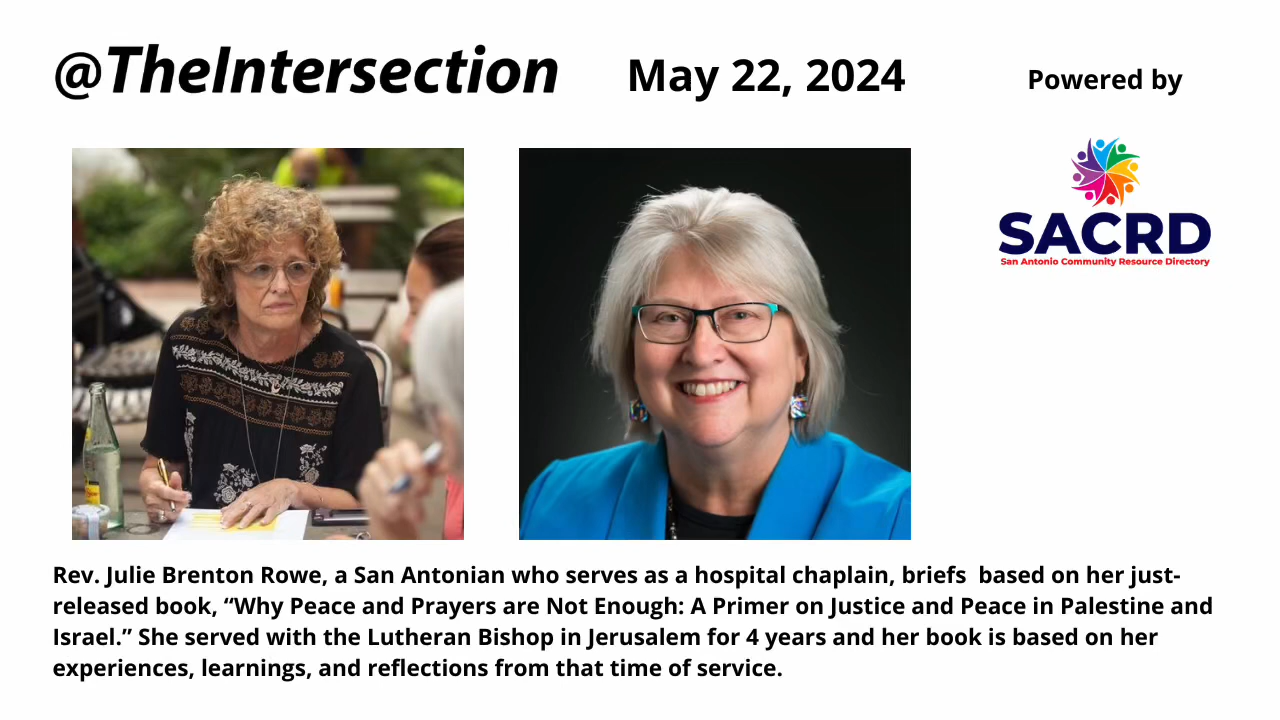 @TheIntersection May 22, 2024 Powered by
SACRD
San Antonio Community Resource Directory
Rev. Julie Brenton Rowe, a San Antonian who serves as a hospital chaplain, briefs  based on her just-
released book, “Why Peace and Prayers are Not Enough: A Primer on Justice and Peace in Palestine and
Israel.” She served with the Lutheran Bishop in Jerusalem for 4 years and her book is based on her
experiences, learnings, and reflections from that time of service.